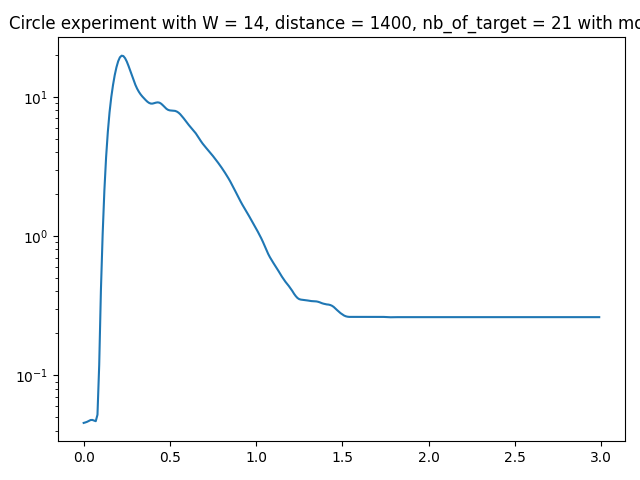 Circle experiment with W = 14, distance = 1400, nb_of_target = 21 with mo
10¹
10⁰
10⁻¹
0.0 0.5 1.0 1.5 2.0 2.5 3.0